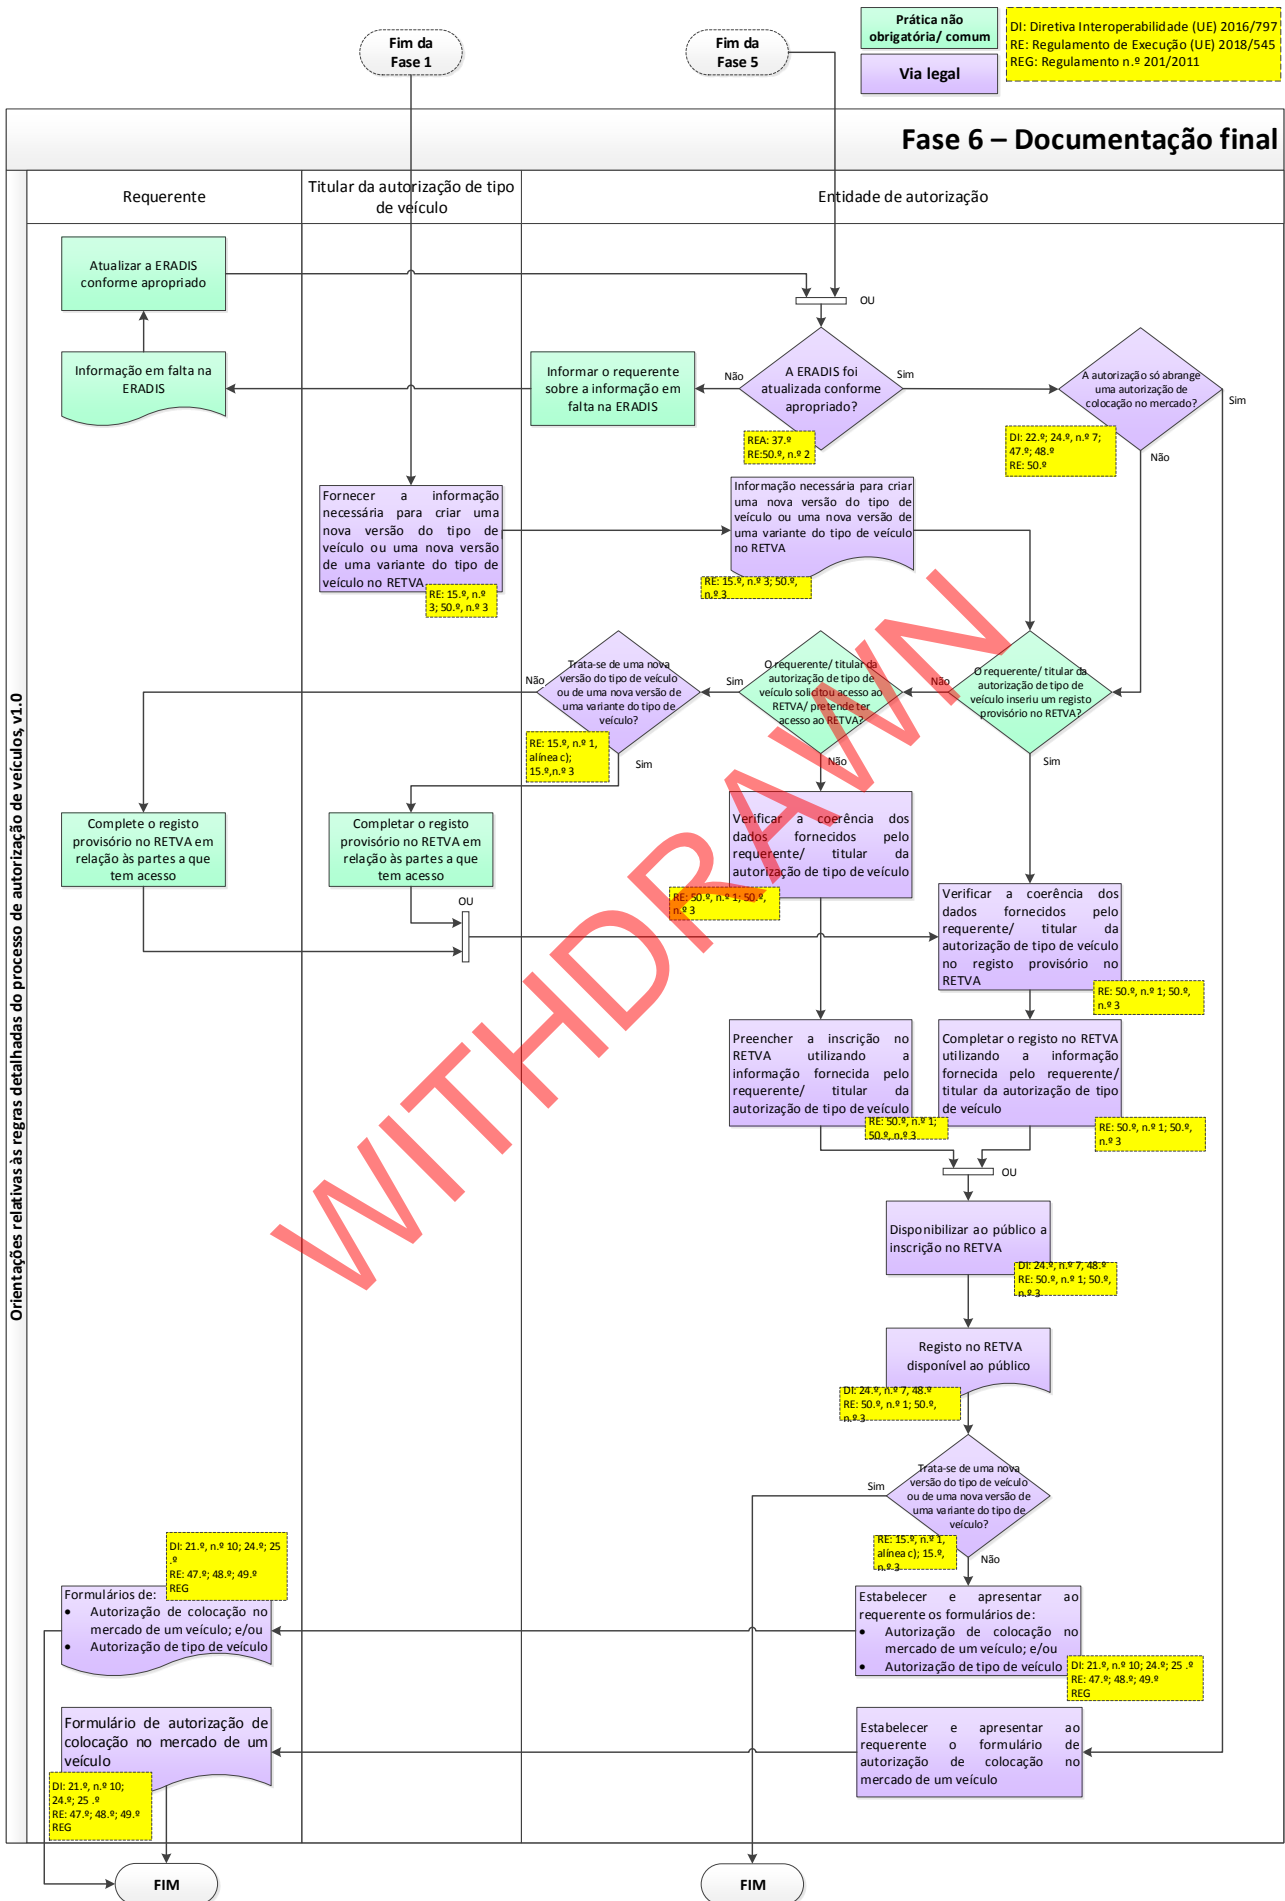 Fim da
Fase 1
Fim da
Fase 5
Prática não
obrigatória/ comum
Via legal
DI: Diretiva Interoperabilidade (UE) 2016/797
RE: Regulamento de Execução (UE) 2018/545
REG: Regulamento n.º 201/2011
Fase 6 – Documentação final
Orientações relativas às regras detalhadas do processo de autorização de veículos, v1.0
Requerente
Titular da autorização de tipo
de veículo
Entidade de autorização
Atualizar a ERADIS
conforme apropriado
OU
Informação em falta na
ERADIS
Informar o requerente
sobre a informação em
falta na ERADIS
Não
A ERADIS foi
atualizada conforme
apropriado?
Sim
REA: 37.º
RE:50.º, n.º 2
A autorização só abrange
uma autorização de
colocação no mercado?
Sim
DI: 22.º; 24.º, n.º 7;
47.º; 48.º
RE: 50.º
Não
Fornecer a informação
necessária para criar uma
nova versão do tipo de
veículo ou uma nova versão
de uma variante do tipo de
veículo no RETVA
RE: 15.º, n.º
3; 50.º, n.º 3
Informação necessária para criar
uma nova versão do tipo de
veículo ou uma nova versão de
uma variante do tipo de veículo
no RETVA
RE: 15.º, n.º 3; 50.º,
n.º 3
Não
Trata-se de uma nova
versão do tipo de veículo
ou de uma nova versão de
uma variante do tipo de
veículo?
RE: 15.º, n.º 1,
alínea c);
15.º,n.º 3
Sim
Sim
O requerente/ titular da
autorização de tipo de
veículo solicitou acesso ao
RETVA/ pretende ter
acesso ao RETVA?
Não
Não
O requerente/ titular da
autorização de tipo de
veículo inseriu um registo
provisório no RETVA?
Sim
Complete o registo
provisório no RETVA em
relação às partes a que
tem acesso
Completar o registo
provisório no RETVA em
relação às partes a que
tem acesso
OU
Verificar a coerência dos
dados fornecidos pelo
requerente/ titular da
autorização de tipo de veículo
RE: 50.º, n.º 1; 50.º,
n.º 3
Verificar a coerência dos
dados fornecidos pelo
requerente/ titular da
autorização de tipo de veículo
no registo provisório no
RETVA
RE: 50.º, n.º 1; 50.º,
n.º 3
Preencher a inscrição no
RETVA utilizando a
informação fornecida pelo
requerente/ titular da
autorização de tipo de veículo
RE: 50.º, n.º 1;
50.º, n.º 3
Completar o registo no RETVA
utilizando a informação
fornecida pelo requerente/
titular da autorização de tipo
de veículo
RE: 50.º, n.º 1; 50.º,
n.º 3
OU
Disponibilizar ao público a
inscrição no RETVA
DI: 24.º, n.º 7, 48.º
RE: 50.º, n.º 1; 50.º,
n.º 3
Registo no RETVA
disponível ao público
DI: 24.º, n.º 7, 48.º
RE: 50.º, n.º 1; 50.º,
n.º 3
Sim
Trata-se de uma nova
versão do tipo de veículo
ou de uma nova versão de
uma variante do tipo de
veículo?
RE: 15.º, n.º 1,
alínea c); 15.º,
n.º 3
Não
DI: 21.º, n.º 10; 24.º; 25
.º
RE: 47.º; 48.º; 49.º
REG
Formulários de:
• Autorização de colocação no
mercado de um veículo; e/ou
• Autorização de tipo de veículo
Estabelecer e apresentar ao
requerente os formulários de:
• Autorização de colocação no
mercado de um veículo; e/ou
• Autorização de tipo de veículo
DI: 21.º, n.º 10; 24.º; 25 .º
RE: 47.º; 48.º; 49.º
REG
Formulário de autorização de
colocação no mercado de um
veículo
DI: 21.º, n.º 10;
24.º; 25 .º
RE: 47.º; 48.º; 49.º
REG
Estabelecer e apresentar ao
requerente o formulário de
autorização de colocação no
mercado de um veículo
FIM
FIM
WITHDRAWN